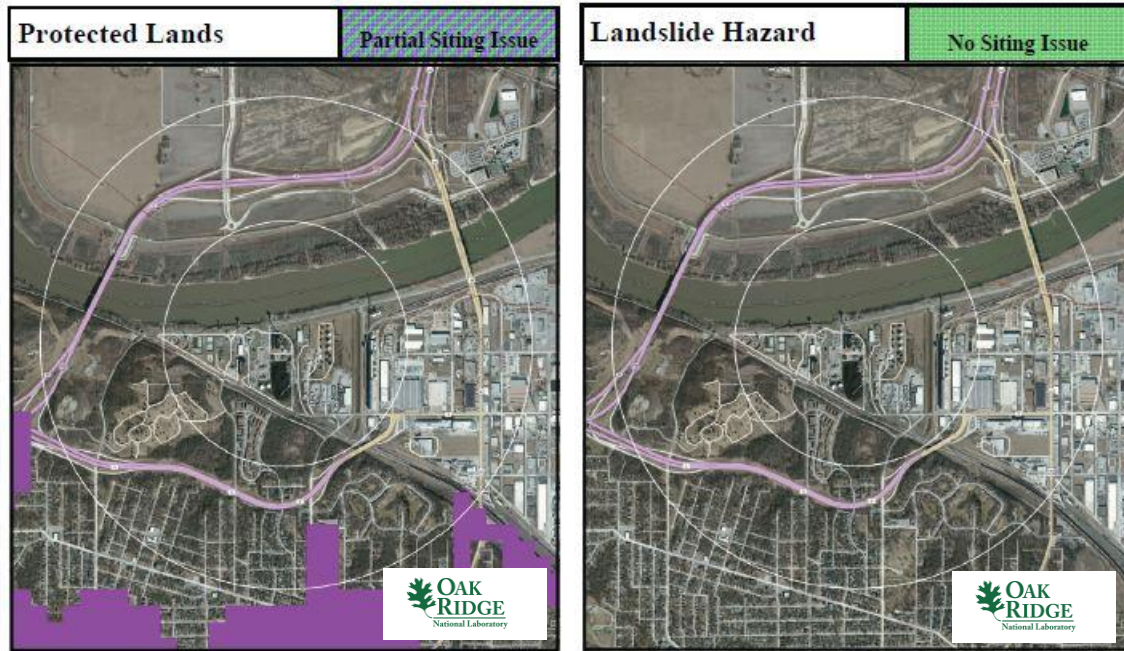 Protected Lands
Partial Siting Issue
Landslide Hazard
No Siting Issue
OAK
RIDGE
National Laboratory
OAK
RIDGE
National Laboratory